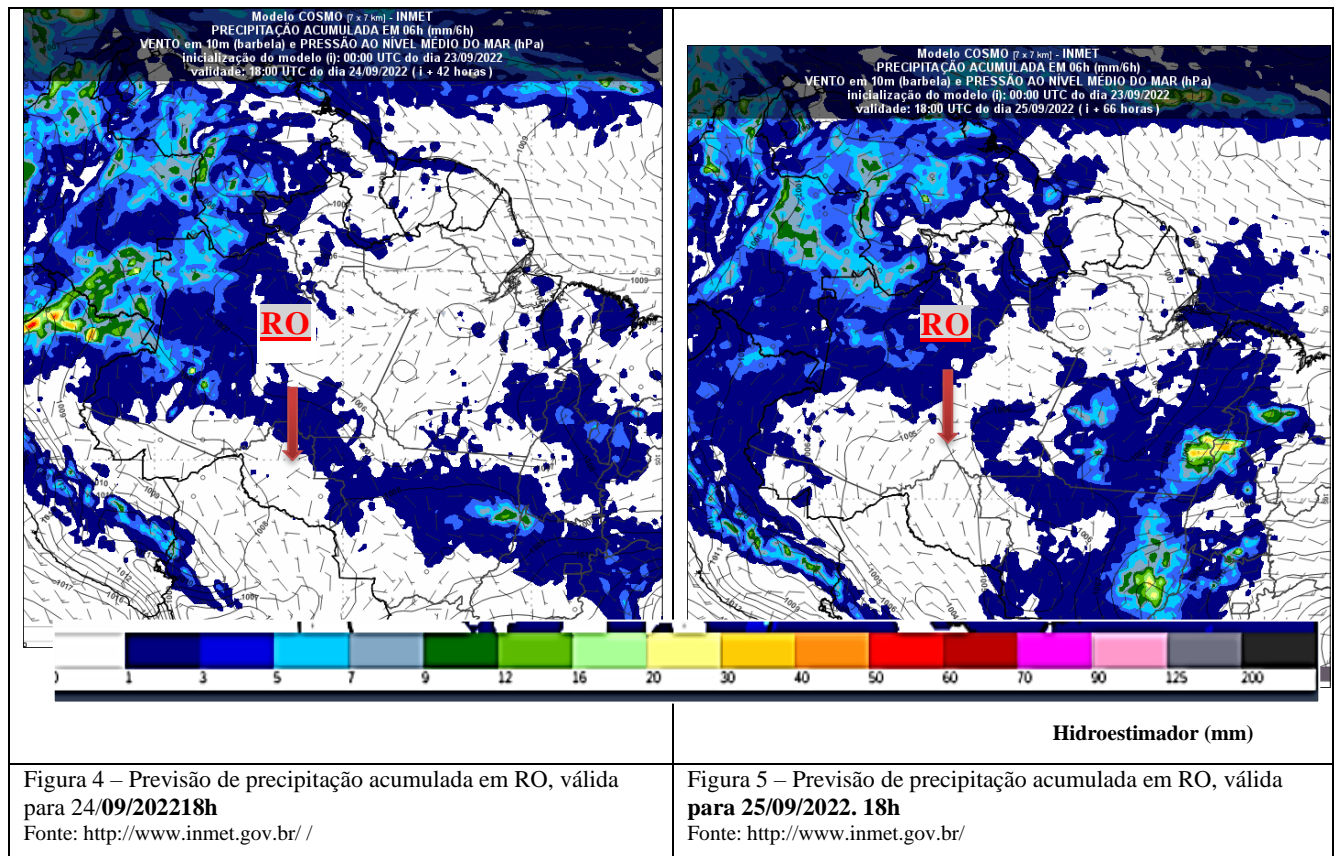 Modelo COSMO [7 x 7 km] - INMET
PRECIPITAÇÃO ACUMULADA EM 06h (mm/6h)
VENTO em 10m (barbela) e PRESSÃO AO NÍVEL MÉDIO DO MAR (hPa)
inicialização do modelo (i): 00:00 UTC do dia 23/09/2022
validade: 18:00 UTC do dia 24/09/2022 ( i + 42 horas )
RO
Modelo COSMO [7 x 7 km] - INMET
PRECIPITAÇÃO ACUMULADA EM 06h (mm/6h)
VENTO em 10m (barbela) e PRESSÃO AO NÍVEL MÉDIO DO MAR (hPa)
inicialização do modelo (i): 00:00 UTC do dia 23/09/2022
validade: 18:00 UTC do dia 25/09/2022 ( i + 66 horas )
RO
0 1 3 5 7 9 12 16 20 30 40 50 60 70 90 125 200
Hidroestimador (mm)
Figura 4 – Previsão de precipitação acumulada em RO, válida
para 24/09/202218h
Fonte: http://www.inmet.gov.br/ /
Figura 5 – Previsão de precipitação acumulada em RO, válida
para 25/09/2022. 18h
Fonte: http://www.inmet.gov.br/